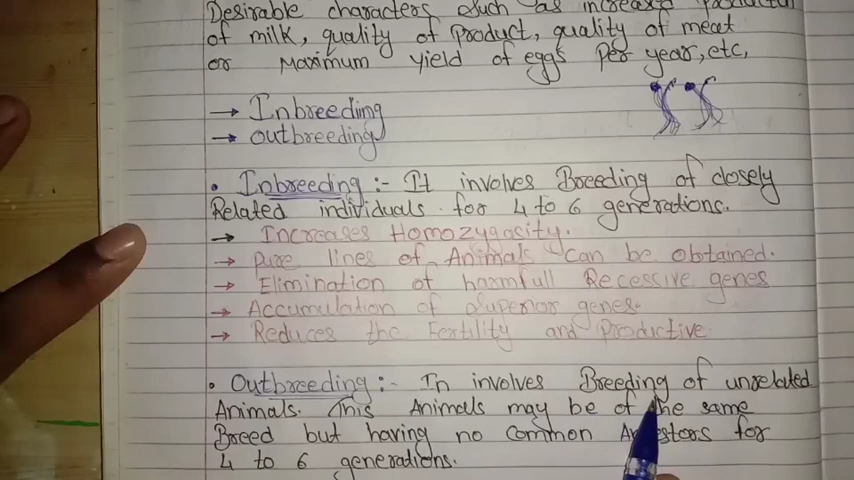 Desirable characters such as increased
of milk, quality of product, quality of meat
or Maximum yield of eggs per year, etc,
→ Inbreeding
→ outbreeding
• Inbreeding :- It involves Breeding of closely
Related individuals for 4 to 6 generations.
→ Increases Homozygosity.
→ Pure lines of Animals can be obtained.
→ Elimination of harmfull Recessive genes
→ Accumulation of superior genes.
→ Reduces the Fertility and Productive
• Outbreeding :- In involves Breeding of unrelated
Animals. This Animals may be of the same
Breed but having no common Ancestors for
4 to 6 generations.